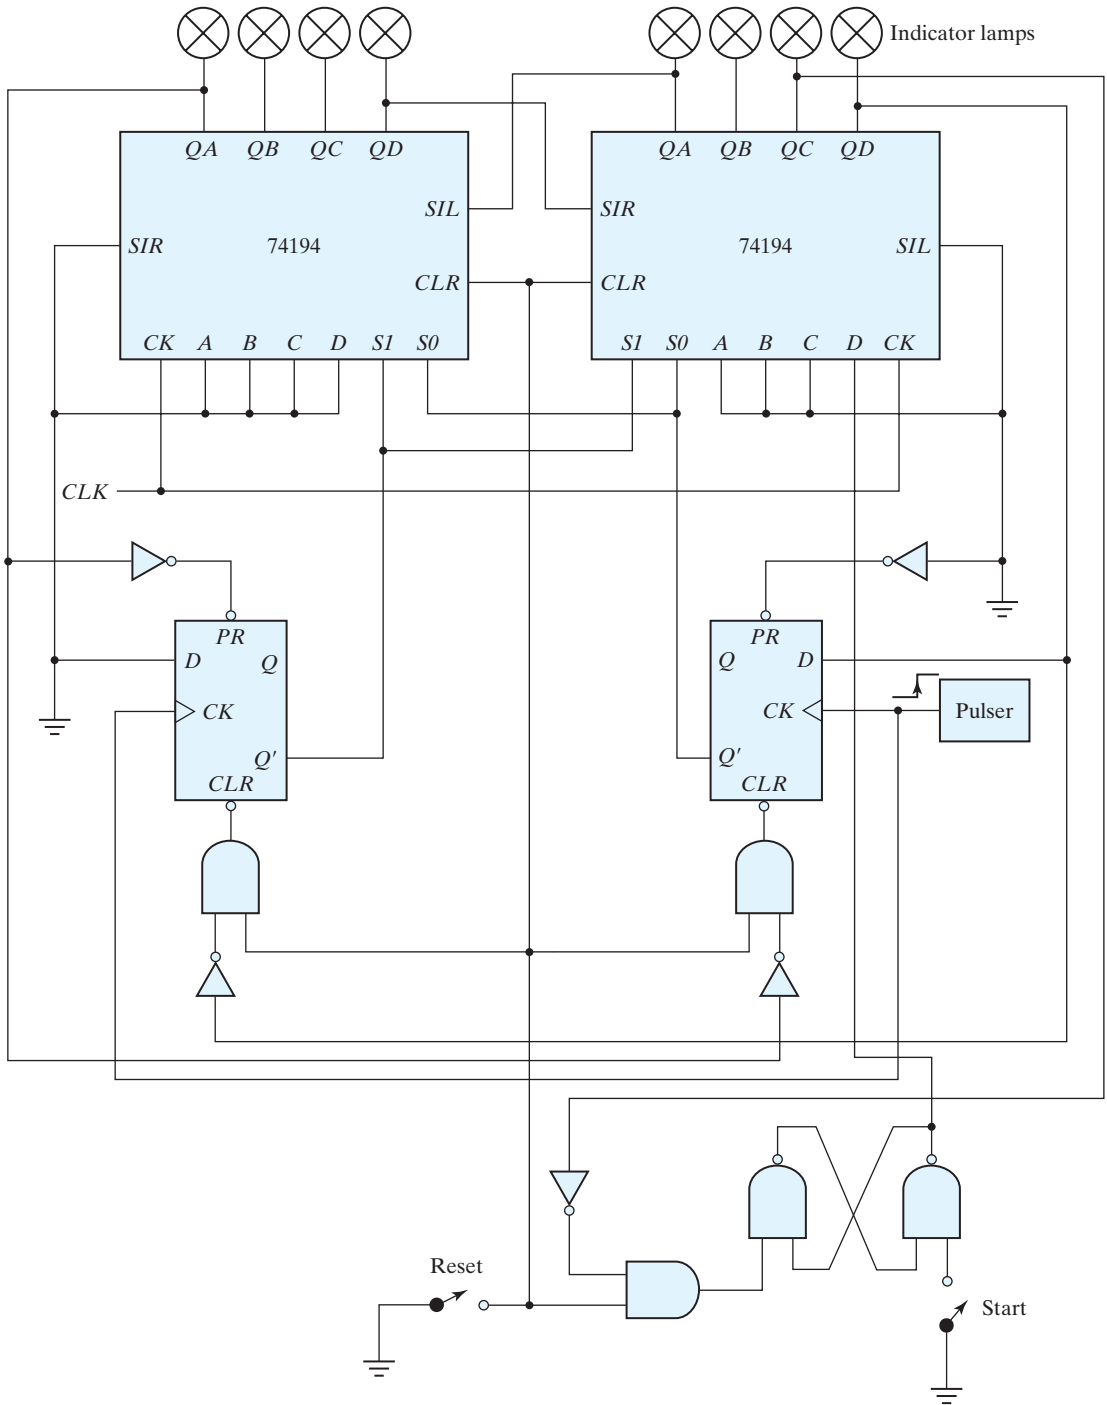 Indicator lamps
QA QB QC QD
QA QB QC QD
SIL
SIR
SIR
74194
74194
SIL
CLR
CLR
CK A B C D S1 S0
S1 S0 A B C D CK
CLK
PR
PR
D Q
Q D
CK
CK
Pulser
Q'
Q'
CLR
CLR
Reset
Start